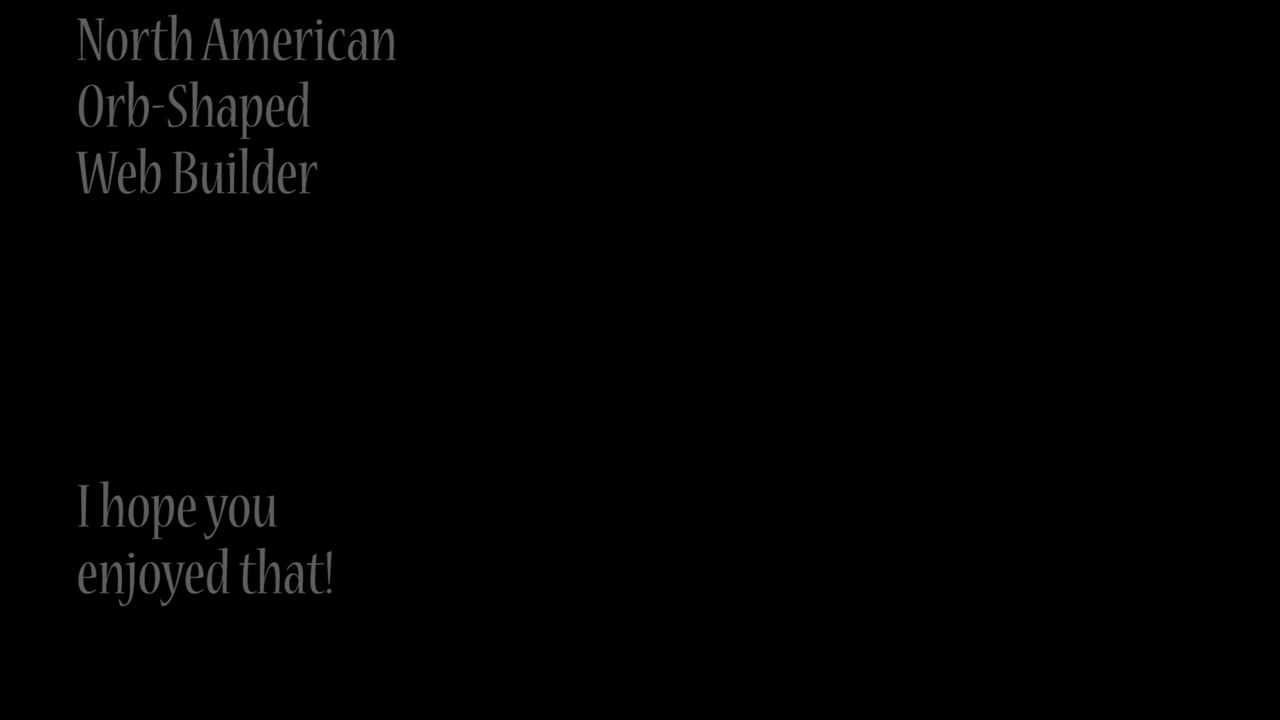 North American
Orb-Shaped
Web Builder
I hope you
enjoyed that!